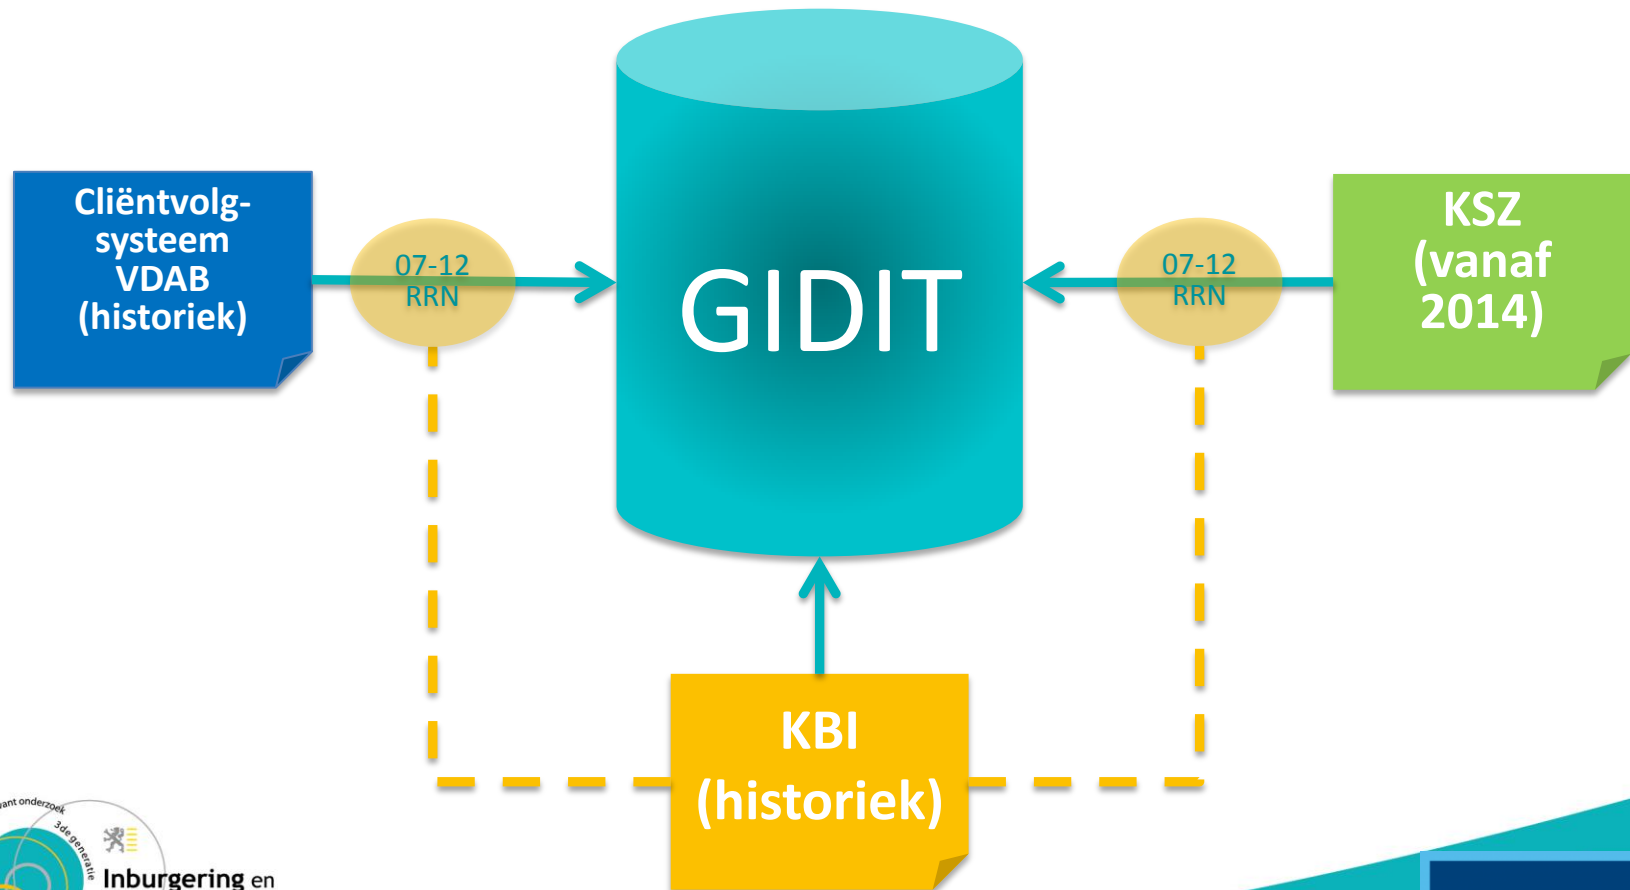 Cliëntvolg-
systeem
VDAB
(historiek)
07-12
RRN
GIDIT
07-12
RRN
KSZ
(vanaf
2014)
KBI
(historiek)
onderzoek
3de generatie
Inburgering en